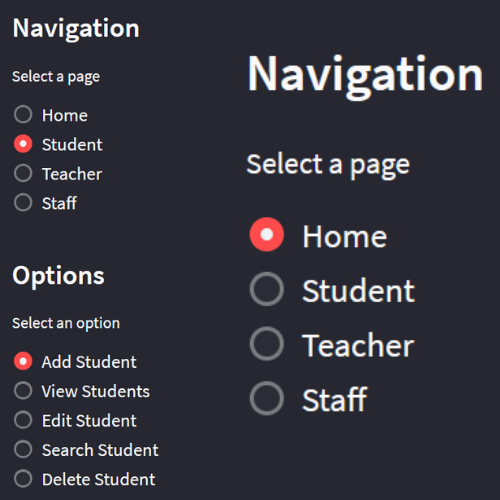 Navigation
Select a page
Home
Student
Teacher
Staff
Options
Select an option
Add Student
View Students
Edit Student
Search Student
Delete Student
Navigation
Select a page
Home
Student
Teacher
Staff